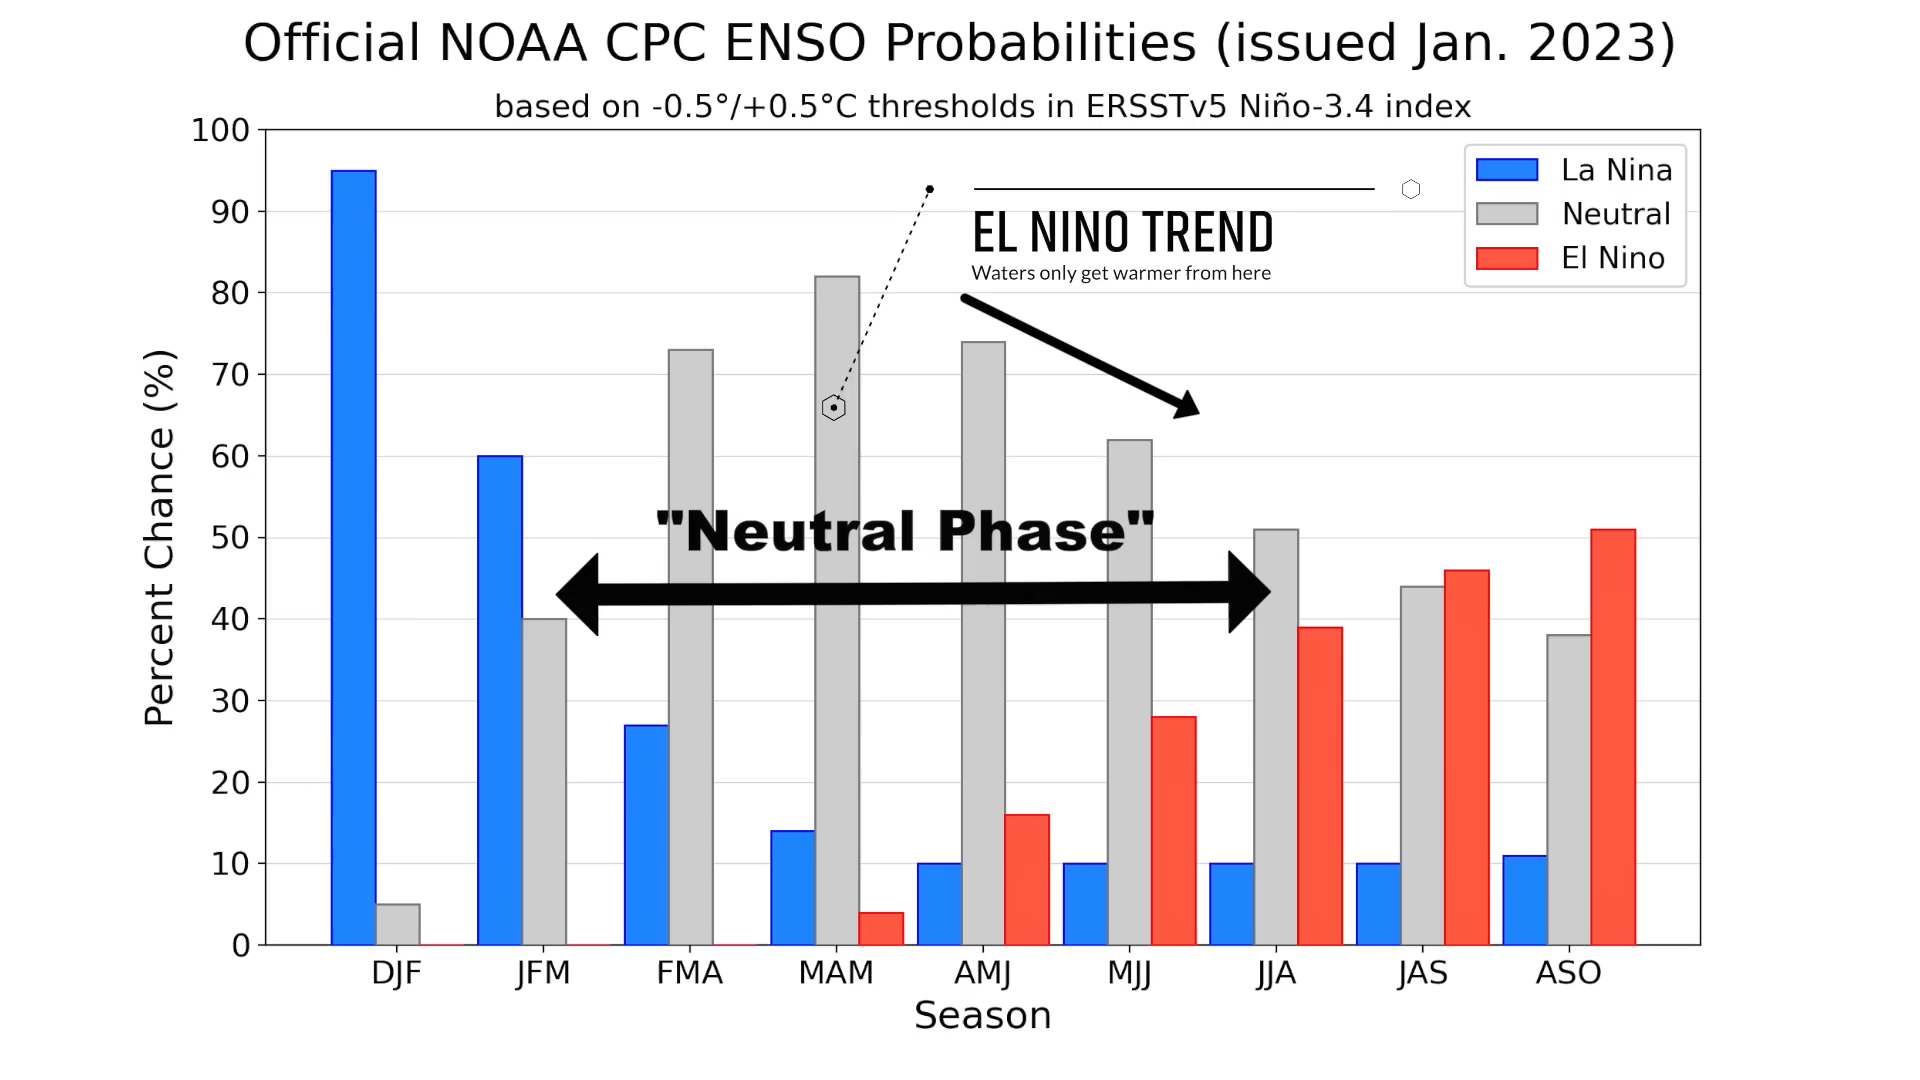 Official NOAA CPC ENSO Probabilities (issued Jan. 2023)
based on -0.5°/+0.5°C thresholds in ERSSTv5 Niño-3.4 index
Percent Chance (%)
100
90
80
70
60
50
40
30
20
10
0
La Nina
Neutral
El Nino
EL NINO TREND
Waters only get warmer from here
"Neutral Phase"
DJF JFM FMA MAM AMJ MJJ JJA JAS ASO
Season